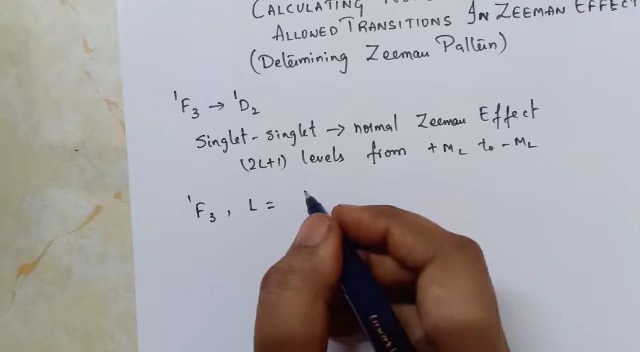 CALCULATING
ALLOWED TRANSITIONS IN ZEEMAN EFFECT
(Determining Zeeman Pattern)
¹F₃ → ¹D₂
Singlet-singlet → normal Zeeman Effect
(2L+1) levels from +M_L to -M_L
¹F₃, L =